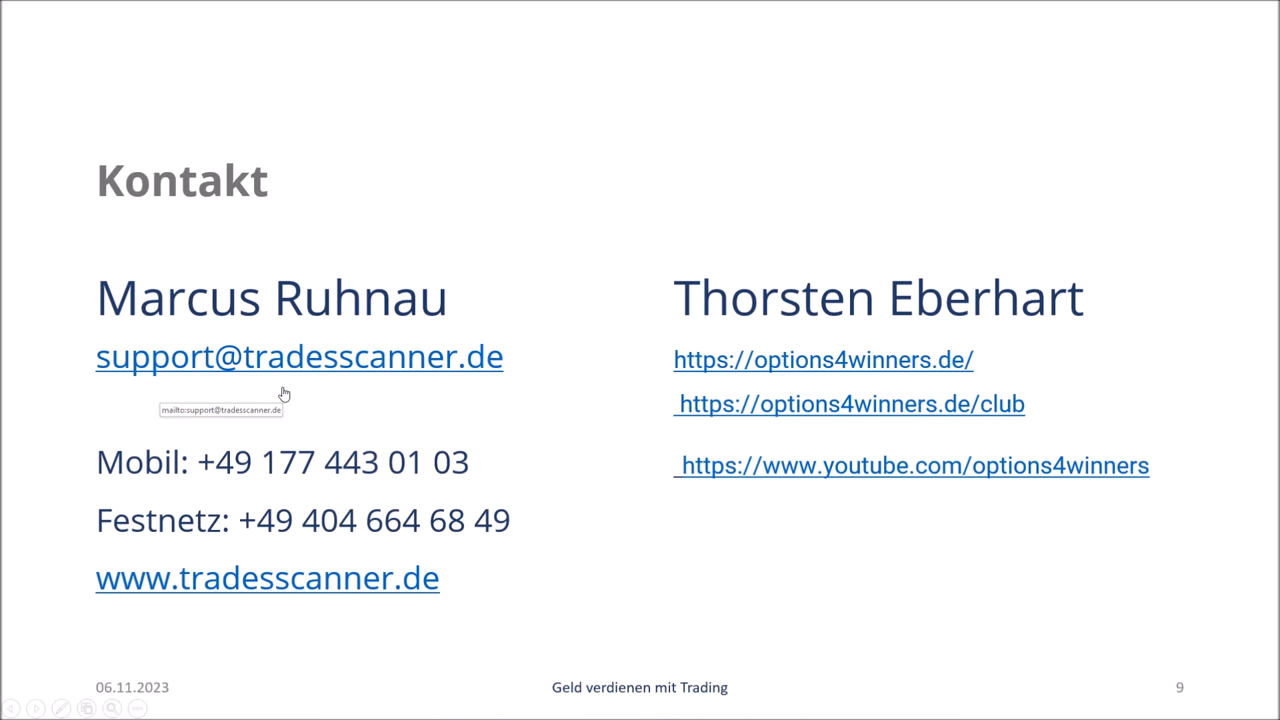 Kontakt
Marcus Ruhnau
support@tradesscanner.de
mailto:support@tradesscanner.de
Mobil: +49 177 443 01 03
Festnetz: +49 404 664 68 49
www.tradesscanner.de
Thorsten Eberhart
https://options4winners.de/
https://options4winners.de/club
https://www.youtube.com/options4winners
06.11.2023
Geld verdienen mit Trading
9